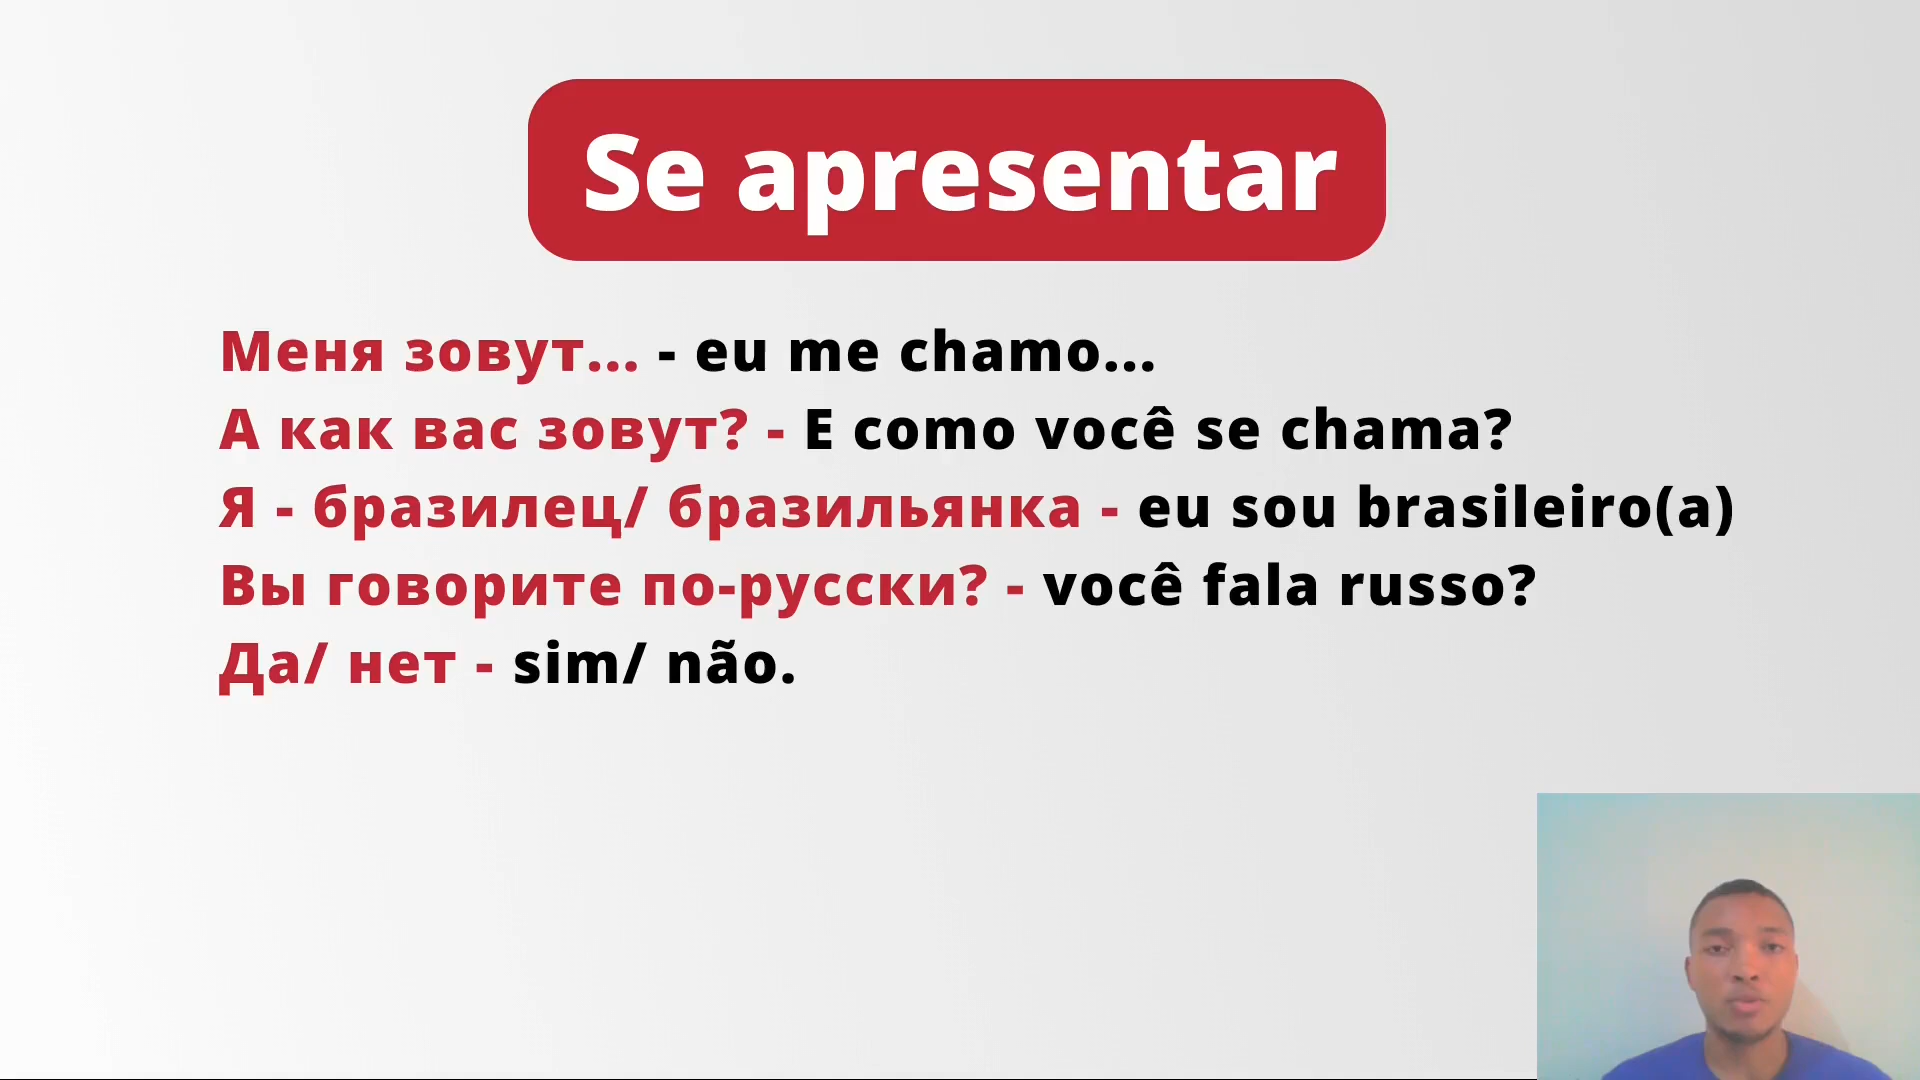 Se apresentar
Меня зовут... - eu me chamo...
А как вас зовут? - E como você se chama?
Я - бразилец/ бразильянка - eu sou brasileiro(a)
Вы говорите по-русски? - você fala russo?
Да/ нет - sim/ não.